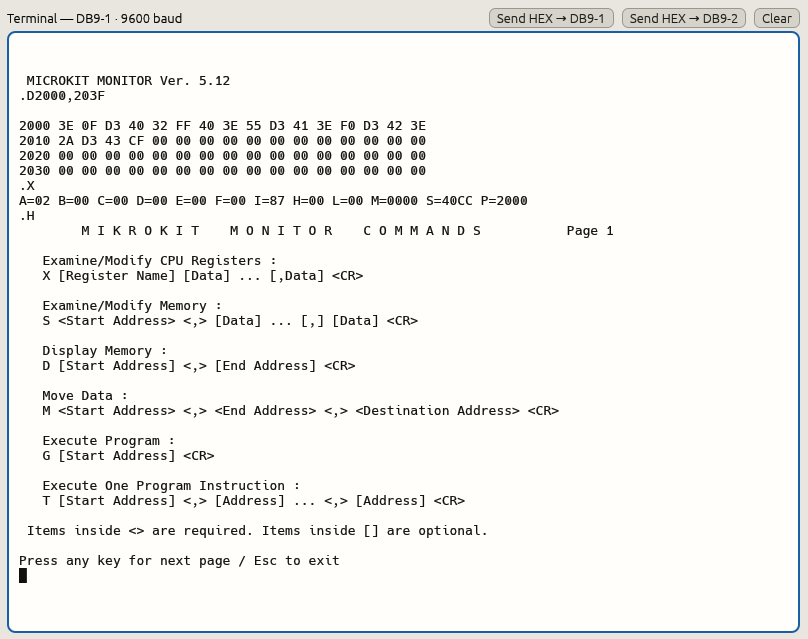 Terminal — DB9-1 · 9600 baud
Send HEX → DB9-1
Send HEX → DB9-2
Clear
MICROKIT MONITOR Ver. 5.12
.D2000,203F
2000 3E 0F D3 40 32 FF 40 3E 55 D3 41 3E F0 D3 42 3E
2010 2A D3 43 CF 00 00 00 00 00 00 00 00 00 00 00 00
2020 00 00 00 00 00 00 00 00 00 00 00 00 00 00 00 00
2030 00 00 00 00 00 00 00 00 00 00 00 00 00 00 00 00
.X
A=02 B=00 C=00 D=00 E=00 F=00 I=87 H=00 L=00 M=0000 S=40CC P=2000
.H
M I K R O K I T    M O N I T O R    C O M M A N D S           Page 1
Examine/Modify CPU Registers :
X [Register Name] [Data] ... [,Data] <CR>
Examine/Modify Memory :
S <Start Address> <,> [Data] ... [,] [Data] <CR>
Display Memory :
D [Start Address] <,> [End Address] <CR>
Move Data :
M <Start Address> <,> <End Address> <,> <Destination Address> <CR>
Execute Program :
G [Start Address] <CR>
Execute One Program Instruction :
T [Start Address] <,> [Address] ... <,> [Address] <CR>
Items inside <> are required. Items inside [] are optional.
Press any key for next page / Esc to exit